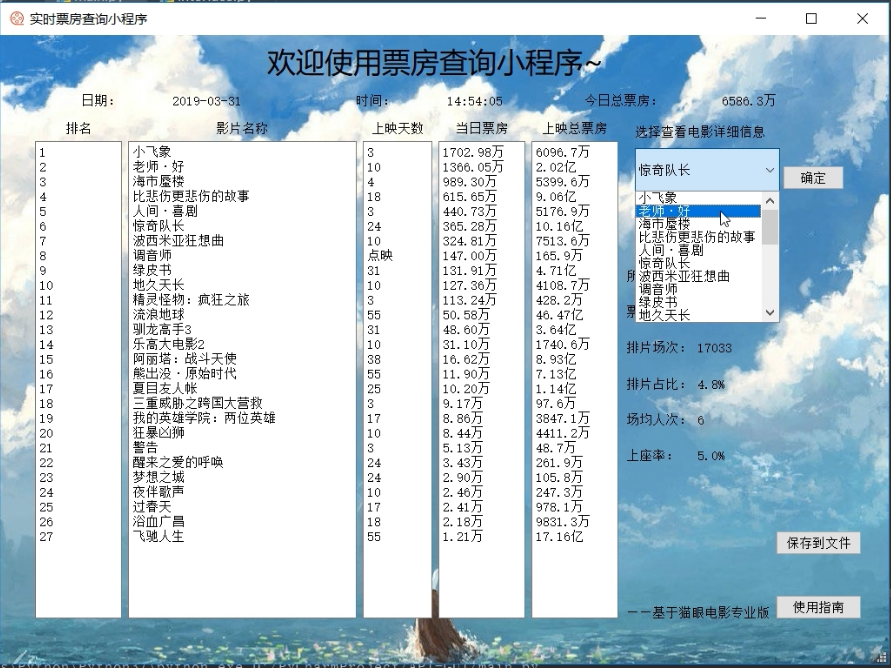 实时票房查询小程序
欢迎使用票房查询小程序~
日期: 2019-03-31 时间: 14:54:05 今日总票房: 6586.3万
排名 影片名称 上映天数 当日票房 上映总票房 选择查看电影详细信息
1 小飞象 3 1702.98万 6096.7万
2 老师·好 10 1366.05万 2.02亿
3 海市蜃楼 4 989.30万 5399.6万
4 比悲伤更悲伤的故事 18 615.65万 9.06亿
5 人间·喜剧 3 440.73万 5176.9万
6 惊奇队长 24 365.28万 10.16亿
7 波西米亚狂想曲 10 324.81万 7513.6万
8 调音师 点映 147.00万 165.9万
9 绿皮书 31 131.91万 4.71亿
10 地久天长 10 127.36万 4108.7万
11 精灵怪物：疯狂之旅 3 113.24万 428.2万
12 流浪地球 55 50.58万 46.47亿
13 驯龙高手3 31 48.60万 3.64亿
14 乐高大电影2 10 31.10万 1740.6万
15 阿丽塔：战斗天使 38 16.62万 8.93亿
16 熊出没·原始时代 55 11.90万 7.13亿
17 夏目友人帐 25 10.20万 1.14亿
18 三重威胁之跨国大营救 3 9.17万 97.6万
19 我的英雄学院：两位英雄 17 8.86万 3847.1万
20 狂暴凶狮 10 8.44万 4411.2万
21 警告 3 5.13万 48.7万
22 醒来之爱的呼唤 24 3.43万 261.9万
23 梦想之城 24 2.90万 105.8万
24 夜伴歌声 10 2.46万 247.3万
25 过春天 17 2.41万 978.1万
26 浴血广昌 18 2.18万 9831.3万
27 飞驰人生 55 1.21万 17.16亿
惊奇队长 确定
小飞象
老师·好
海市蜃楼
比悲伤更悲伤的故事
人间·喜剧
惊奇队长
波西米亚狂想曲
调音师
绿皮书
地久天长
排片场次: 17033
排片占比: 4.8%
场均人次: 6
上座率: 5.0%
保存到文件
——基于猫眼电影专业版 使用指南